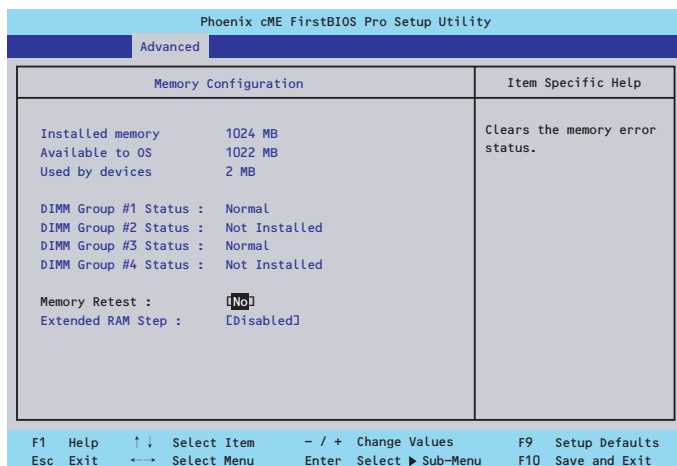 Phoenix cME FirstBIOS Pro Setup Utility
Advanced
Memory Configuration
Item Specific Help
Installed memory 1024 MB
Available to OS 1022 MB
Used by devices 2 MB
DIMM Group #1 Status : Normal
DIMM Group #2 Status : Not Installed
DIMM Group #3 Status : Normal
DIMM Group #4 Status : Not Installed
Memory Retest : [No]
Extended RAM Step : [Disabled]
Clears the memory error
status.
F1 Help ↑↓ Select Item – / + Change Values F9 Setup Defaults
Esc Exit ←→ Select Menu Enter Select ▶ Sub–Menu F10 Save and Exit